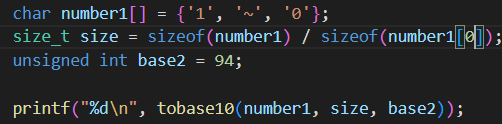 char number1[] = {'1', '~', '0'};
size_t size = sizeof(number1) / sizeof(number1[0]);
unsigned int base2 = 94;
printf("%d\n", tobase10(number1, size, base2));